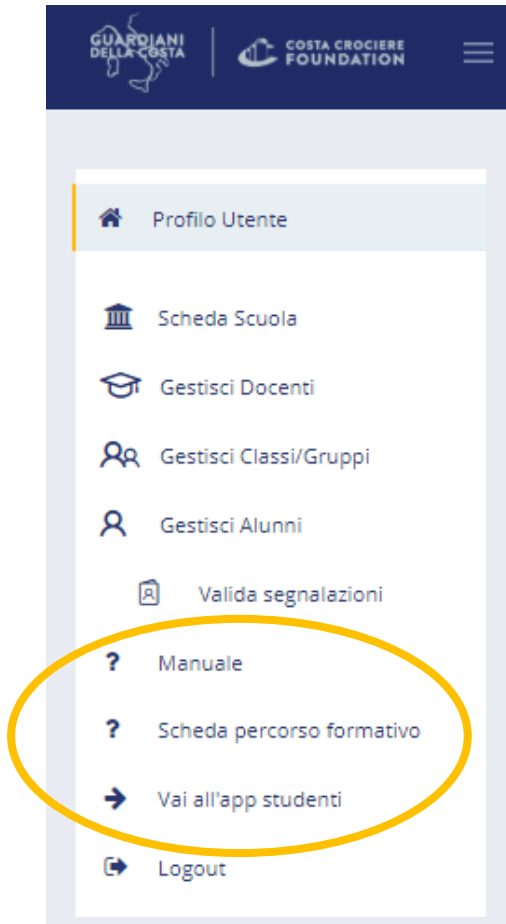 GUARDIANI
DELLA COSTA
COSTA CROCIERE
FOUNDATION
Profilo Utente
Scheda Scuola
Gestisci Docenti
Gestisci Classi/Gruppi
Gestisci Alunni
Valida segnalazioni
? Manuale
? Scheda percorso formativo
Vai all'app studenti
Logout